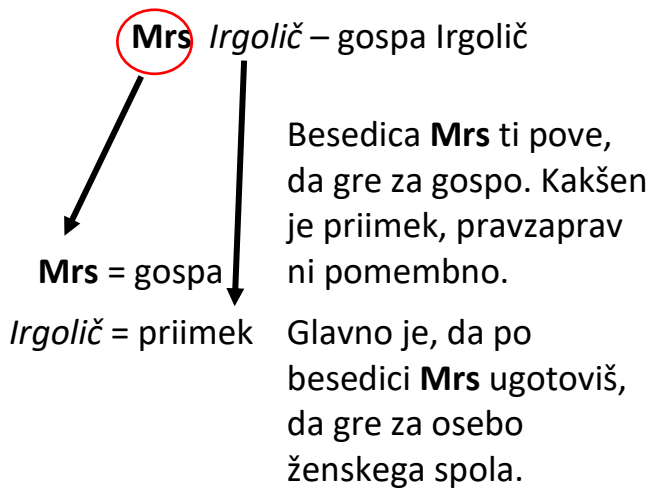 Mrs Irgolič – gospa Irgolič
Besedica Mrs ti pove,
da gre za gospo. Kakšen
je priimek, pravzaprav
ni pomembno.
Mrs = gospa
Irgolič = priimek
Glavno je, da po
besedici Mrs ugotoviš,
da gre za osebo
ženskega spola.